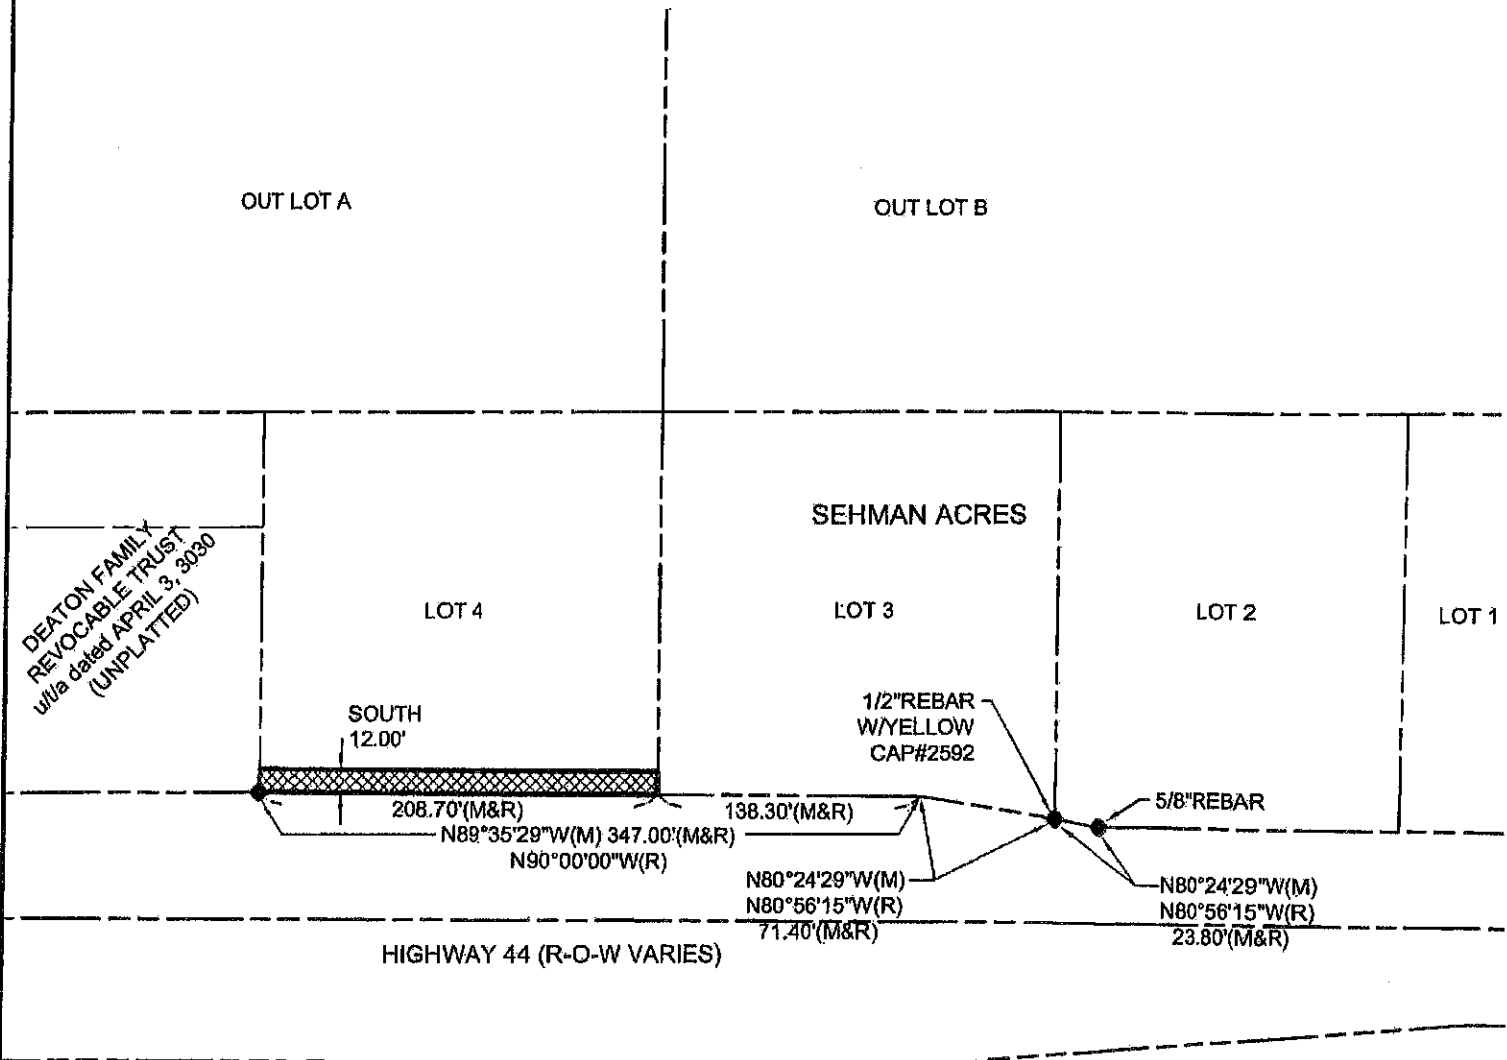 OUT LOT A
OUT LOT B
SEHMAN ACRES
DEATON FAMILY
REVOCABLE TRUST
u/t/a dated APRIL 3, 3030
(UNPLATTED)
LOT 4
LOT 3
LOT 2
LOT 1
SOUTH
12.00'
1/2"REBAR
W/YELLOW
CAP#2592
5/8"REBAR
208.70'(M&R)
138.30'(M&R)
N89°35'29"W(M) 347.00'(M&R)
N90°00'00"W(R)
N80°24'29"W(M)
N80°56'15"W(R)
71.40'(M&R)
N80°24'29"W(M)
N80°56'15"W(R)
23.80'(M&R)
HIGHWAY 44 (R-O-W VARIES)